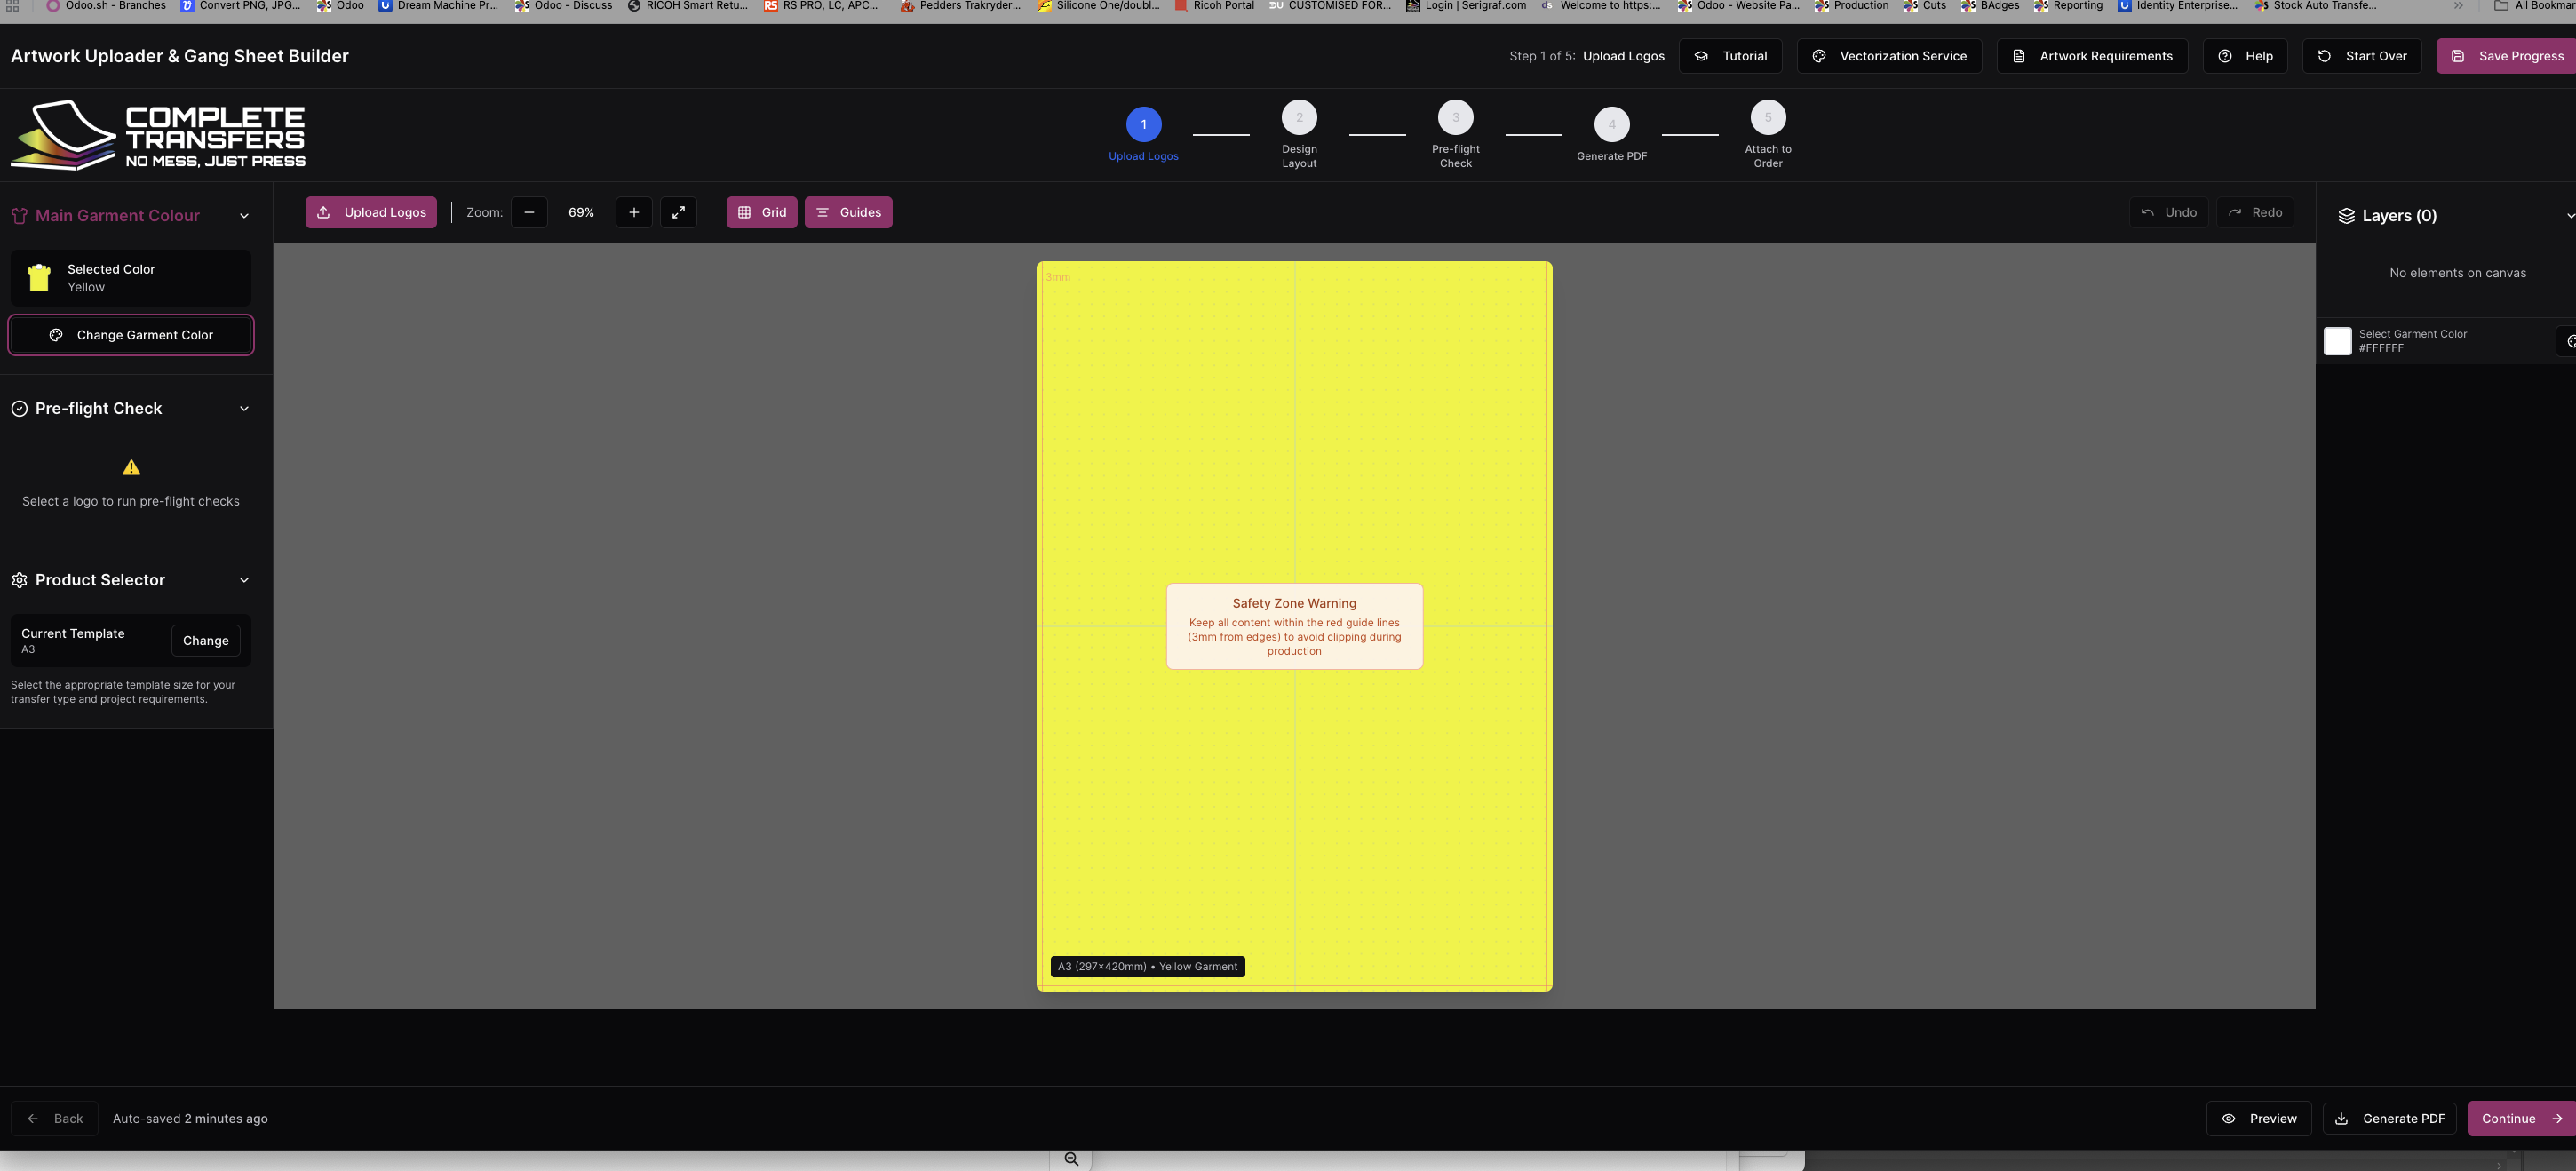 Odoo.sh - Branches
Convert PNG, JPG...
Odoo
Dream Machine Pr...
Odoo - Discuss
RICOH Smart Retu...
RS PRO, LC, APC...
Pedders Trakryder...
Silicone One/doubl...
Ricoh Portal
CUSTOMISED FOR...
Login | Serigraf.com
Welcome to https:...
Odoo - Website Pa...
Production
Cuts
BAdges
Reporting
Identity Enterprise...
Stock Auto Transfe...
All Bookmar
Artwork Uploader & Gang Sheet Builder
Step 1 of 5: Upload Logos
Tutorial
Vectorization Service
Artwork Requirements
Help
Start Over
Save Progress
COMPLETE
TRANSFERS
NO MESS, JUST PRESS
1
Upload Logos
2
Design
Layout
3
Pre-flight
Check
4
Generate PDF
5
Attach to
Order
Main Garment Colour
Selected Color
Yellow
Change Garment Color
Pre-flight Check
Select a logo to run pre-flight checks
Product Selector
Current Template
A3
Change
Select the appropriate template size for your
transfer type and project requirements.
Upload Logos
Zoom:
69%
Grid
Guides
Undo
Redo
3mm
Safety Zone Warning
Keep all content within the red guide lines
(3mm from edges) to avoid clipping during
production
A3 (297×420mm) • Yellow Garment
Layers (0)
No elements on canvas
Select Garment Color
#FFFFFF
Back
Auto-saved 2 minutes ago
Preview
Generate PDF
Continue